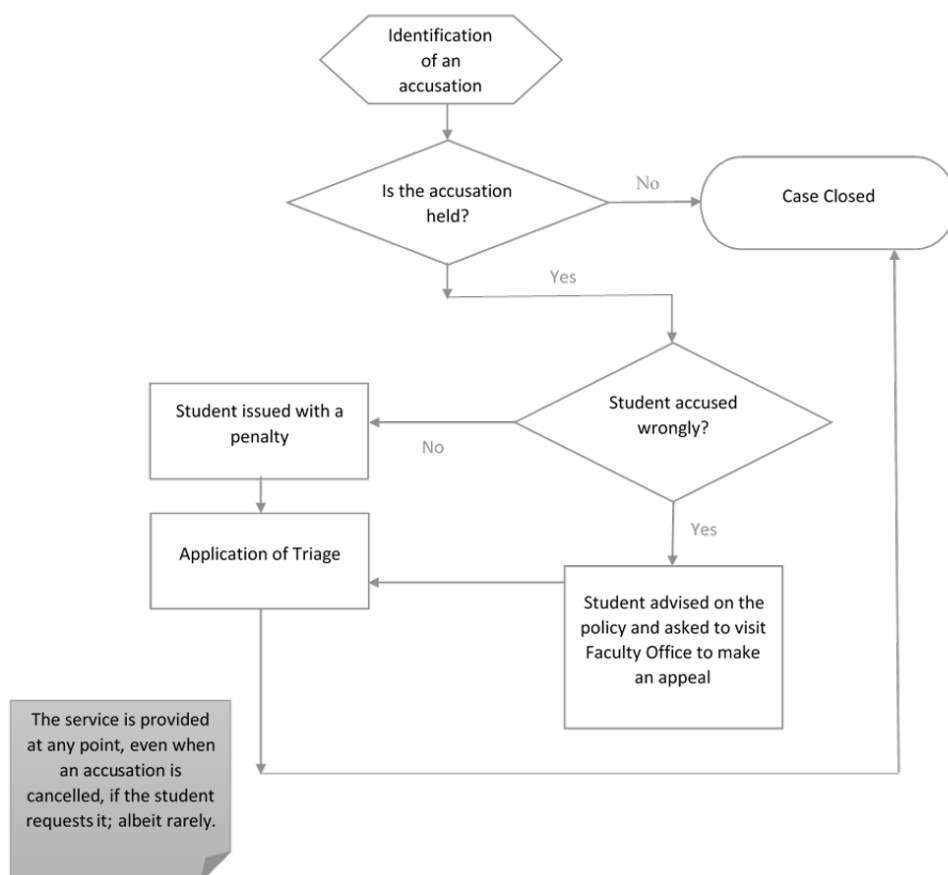 Identification
of an
accusation
Is the accusation
held?
No
Case Closed
Yes
Student accused
wrongly?
Student issued with a
penalty
No
Application of Triage
Yes
Student advised on the
policy and asked to visit
Faculty Office to make
an appeal
The service is provided
at any point, even when
an accusation is
cancelled, if the student
requests it; albeit rarely.